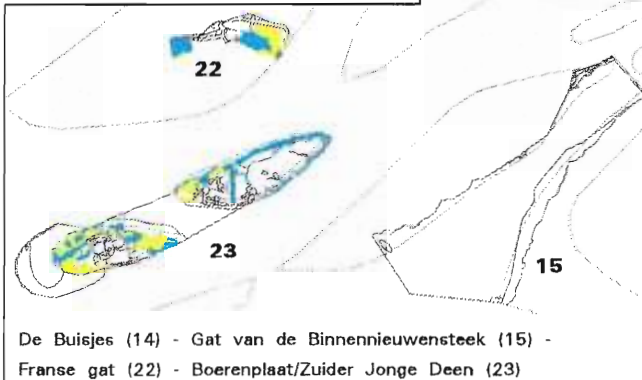 22
23
15
De Buisjes (14) - Gat van de Binnennieuwensteek (15) -
Franse gat (22) - Boerenplaat/Zuider Jonge Deen (23)